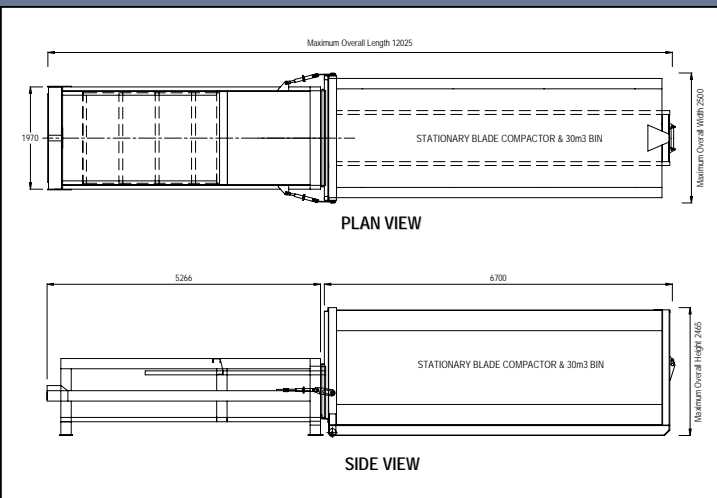 Maximum Overall Length 12025
1970
STATIONARY BLADE COMPACTOR & 30m3 BIN
Maximum Overall Width 2500
PLAN VIEW
5266
6700
STATIONARY BLADE COMPACTOR & 30m3 BIN
Maximum Overall Height 2465
SIDE VIEW